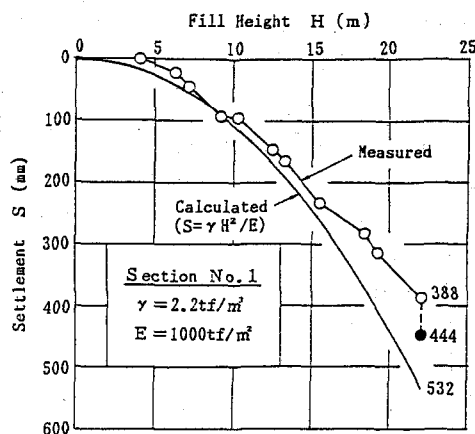 Fill Height H (m)
0 5 10 15 20 25
Settlement S (mm)
0
100
200
300
400
500
600
Measured
Calculated
(S=γH²/E)
Section No.1
γ=2.2tf/m³
E=1000tf/m²
388
444
532